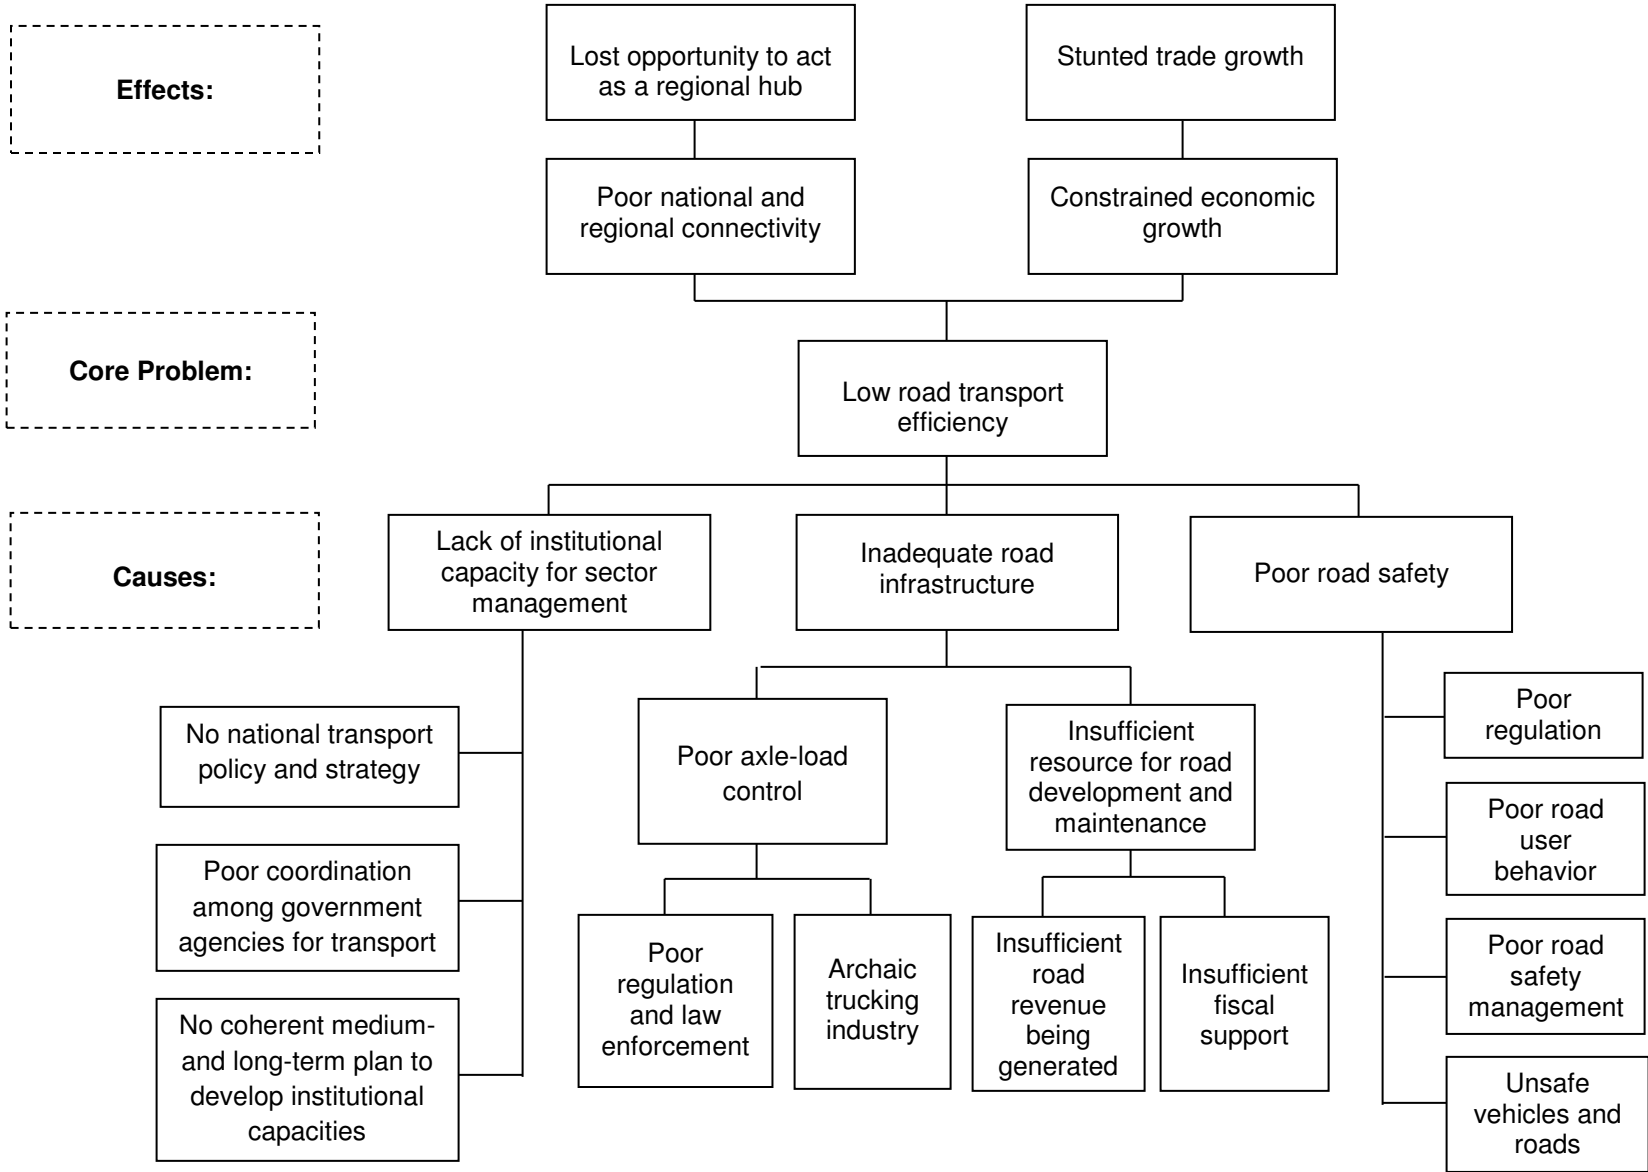 Effects:
Lost opportunity to act
as a regional hub
Stunted trade growth
Poor national and
regional connectivity
Constrained economic
growth
Core Problem:
Low road transport
efficiency
Causes:
Lack of institutional
capacity for sector
management
Inadequate road
infrastructure
Poor road safety
No national transport
policy and strategy
Poor coordination
among government
agencies for transport
No coherent medium-
and long-term plan to
develop institutional
capacities
Poor axle-load
control
Insufficient
resource for road
development and
maintenance
Poor
regulation
and law
enforcement
Archaic
trucking
industry
Insufficient
road
revenue
being
generated
Insufficient
fiscal
support
Poor
regulation
Poor road
user
behavior
Poor road
safety
management
Unsafe
vehicles and
roads